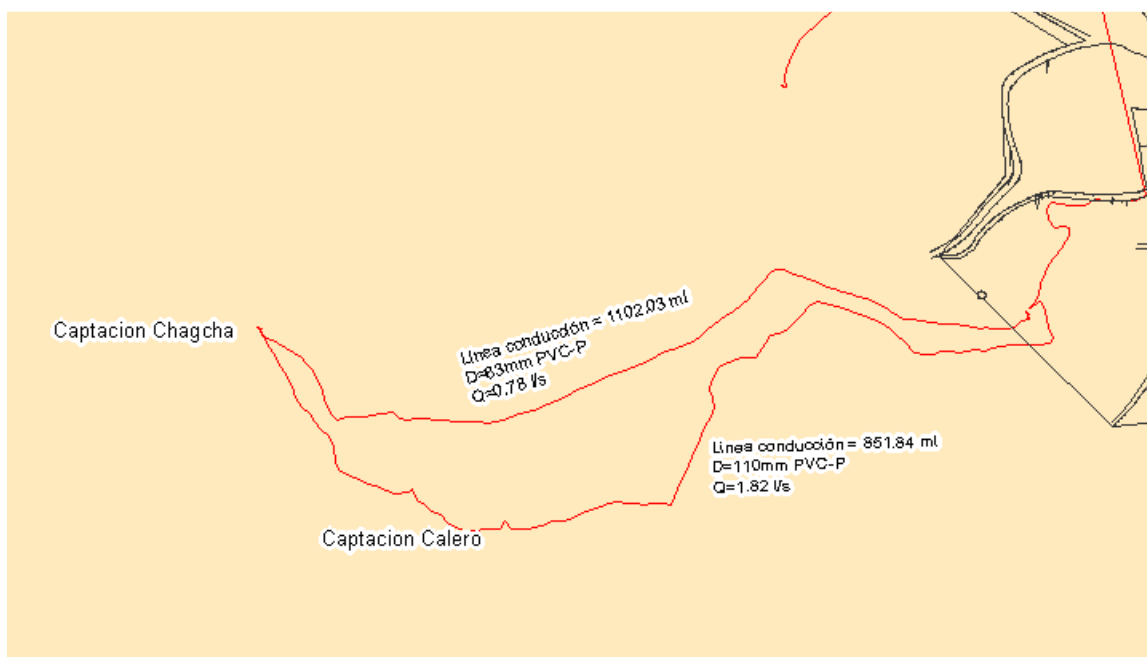 Captacion Chagcha
Linea conducción = 1102.03 ml
D=63mm PVC-P
Q=0.78 l/s
Linea conducción = 851.84 ml
D=110mm PVC-P
Q=1.82 l/s
Captacion Calero